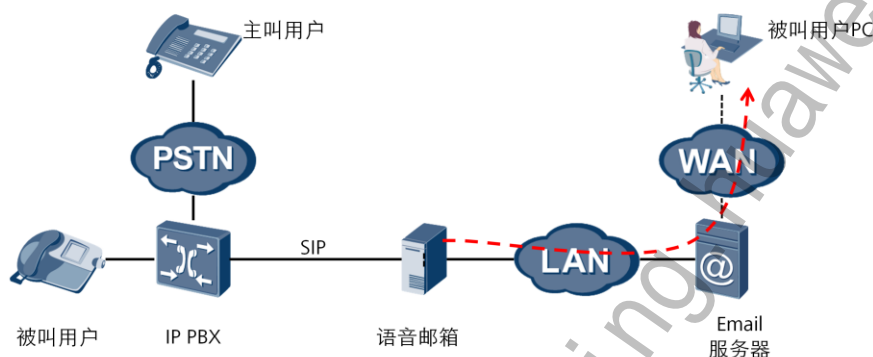 主叫用户
被叫用户PC
PSTN
WAN
SIP
LAN
@
被叫用户
IP PBX
语音邮箱
Email
服务器